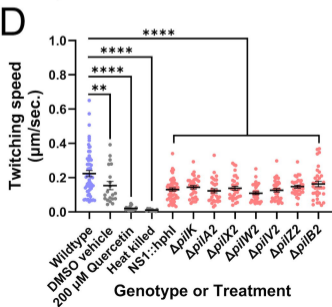 D
****
****
****
**
Twitching speed
(μm/sec.)
1.0
0.8
0.6
0.4
0.2
0.0
Wildtype
DMSO vehicle
200 μM Quercetin
Heat killed
NS1::hphI
ΔpilK
ΔpilA2
ΔpilX2
ΔpilW2
ΔpilV2
ΔpilZ2
ΔpilB2
Genotype or Treatment